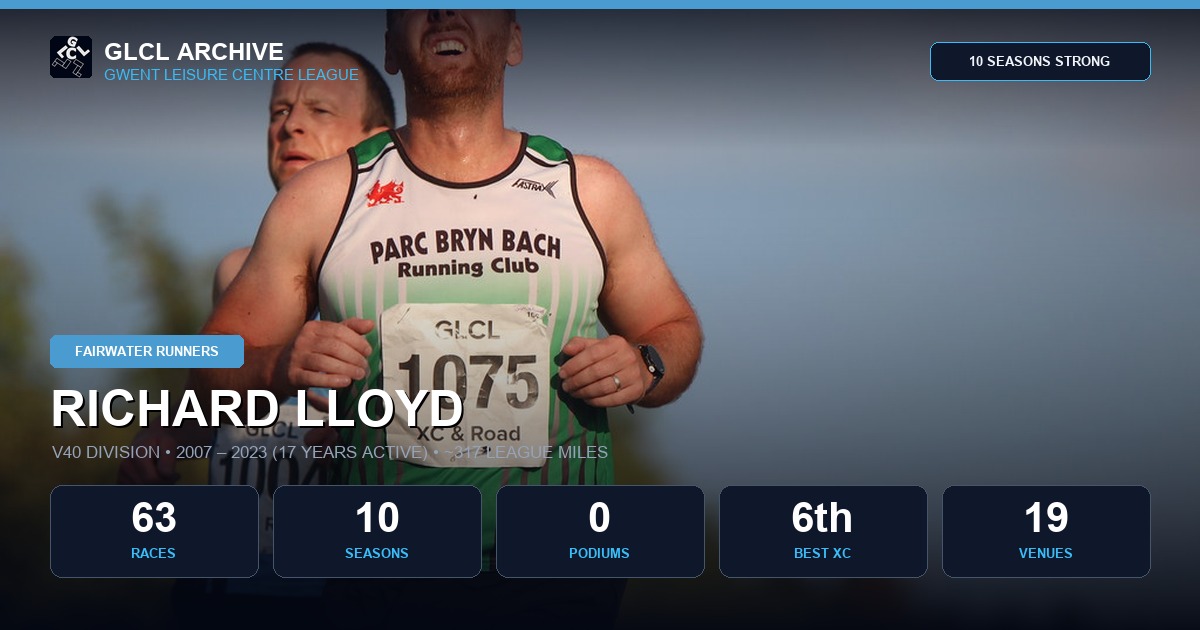 GLCL ARCHIVE
GWENT LEISURE CENTRE LEAGUE
10 SEASONS STRONG
FASTRAX
PARC BRYN BACH
Running Club
GLCL
1075
XC & Road
FAIRWATER RUNNERS
RICHARD LLOYD
GLCL
V40 DIVISION • 2007 – 2023 (17 YEARS ACTIVE) • ~317 LEAGUE MILES
63
RACES
10
SEASONS
0
PODIUMS
6th
BEST XC
19
VENUES